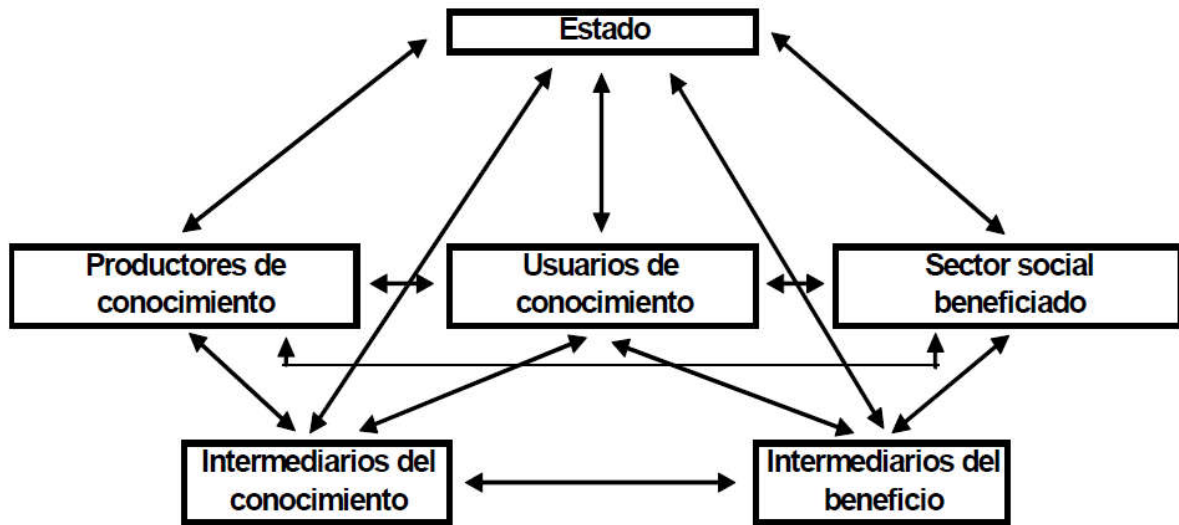 Estado
Productores de
conocimiento
Usuarios de
conocimiento
Sector social
beneficiado
Intermediarios del
conocimiento
Intermediarios del
beneficio